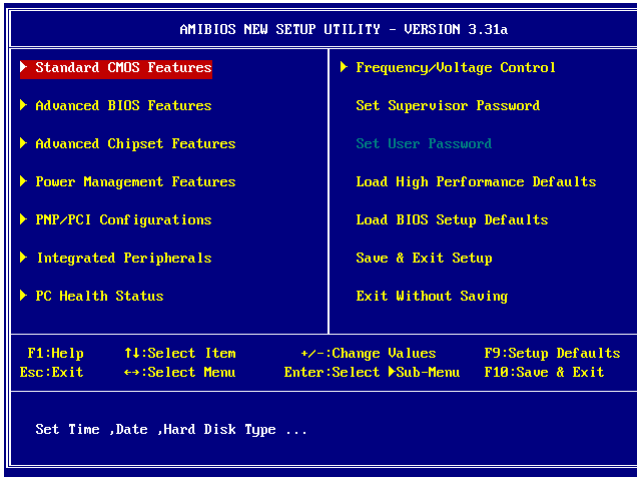 AMIBIOS NEW SETUP UTILITY - VERSION 3.31a
▶ Standard CMOS Features
▶ Advanced BIOS Features
▶ Advanced Chipset Features
▶ Power Management Features
▶ PNP/PCI Configurations
▶ Integrated Peripherals
▶ PC Health Status
▶ Frequency/Voltage Control
Set Supervisor Password
Set User Password
Load High Performance Defaults
Load BIOS Setup Defaults
Save & Exit Setup
Exit Without Saving
F1:Help ↑↓:Select Item +/-:Change Values F9:Setup Defaults
Esc:Exit ↔:Select Menu Enter:Select ▶Sub-Menu F10:Save & Exit
Set Time ,Date ,Hard Disk Type ...